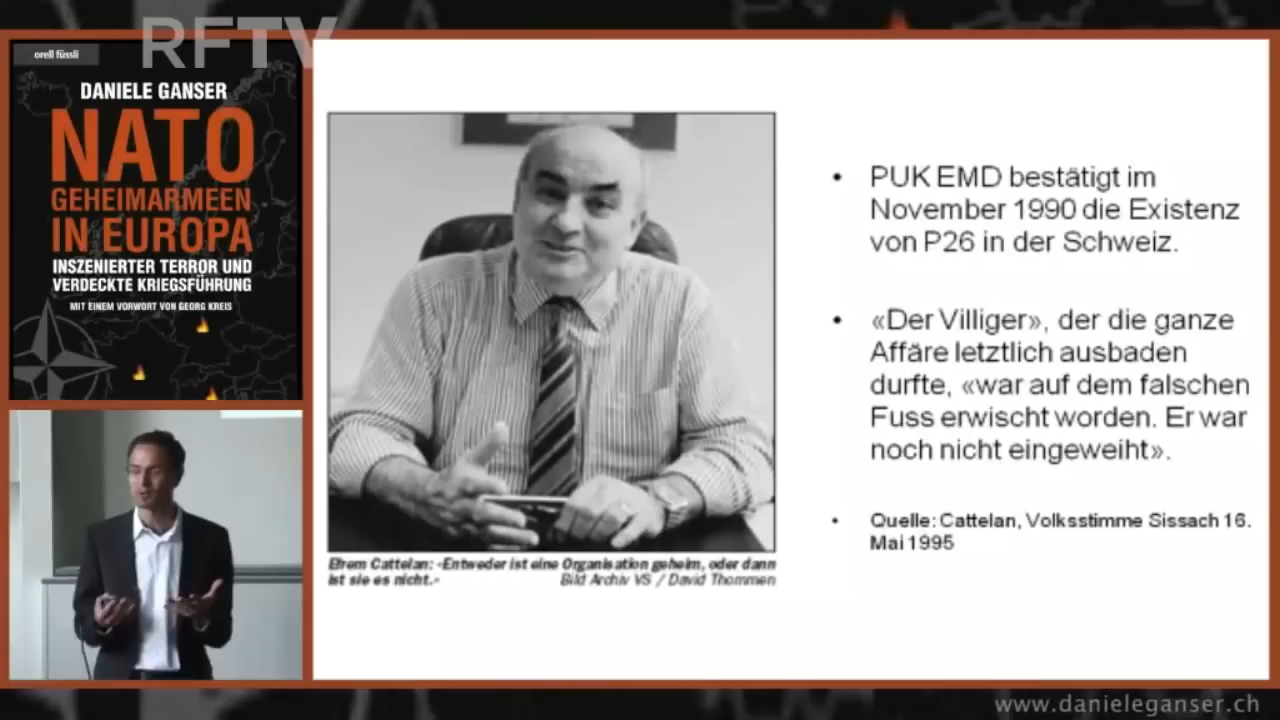 RFTV
orell füssli
DANIELE GANSER
NATO
GEHEIMARMEEN
IN EUROPA
INSZENIERTER TERROR UND
VERDECKTE KRIEGSFÜHRUNG
MIT EINEM VORWORT VON GEORG KREIS
• PUK EMD bestätigt im
November 1990 die Existenz
von P26 in der Schweiz.
• «Der Villiger», der die ganze
Affäre letztlich ausbaden
durfte, «war auf dem falschen
Fuss erwischt worden. Er war
noch nicht eingeweiht».
• Quelle: Cattelan, Volksstimme Sissach 16.
Mai 1995
Efrem Cattelan: «Entweder ist eine Organisation geheim, oder dann
ist sie es nicht.» Bild Archiv VS / David Thommen
www.danieleganser.ch